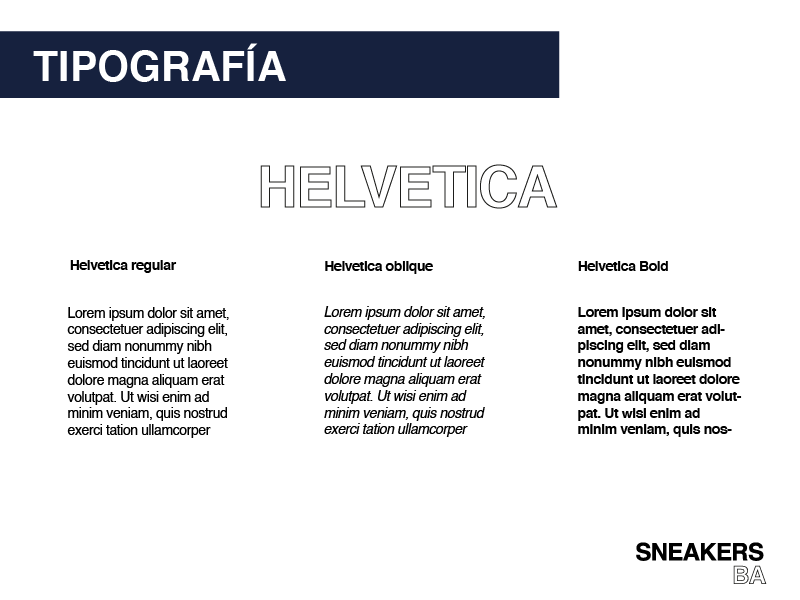 TIPOGRAFÍA
HELVETICA
Helvetica regular
Lorem ipsum dolor sit amet,
consectetuer adipiscing elit,
sed diam nonummy nibh
euismod tincidunt ut laoreet
dolore magna aliquam erat
volutpat. Ut wisi enim ad
minim veniam, quis nostrud
exerci tation ullamcorper
Helvetica oblique
Lorem ipsum dolor sit amet,
consectetuer adipiscing elit,
sed diam nonummy nibh
euismod tincidunt ut laoreet
dolore magna aliquam erat
volutpat. Ut wisi enim ad
minim veniam, quis nostrud
exerci tation ullamcorper
Helvetica Bold
Lorem ipsum dolor sit
amet, consectetuer adi-
piscing elit, sed diam
nonummy nibh euismod
tincidunt ut laoreet dolore
magna aliquam erat volut-
pat. Ut wisi enim ad
minim veniam, quis nos-
SNEAKERS
BA